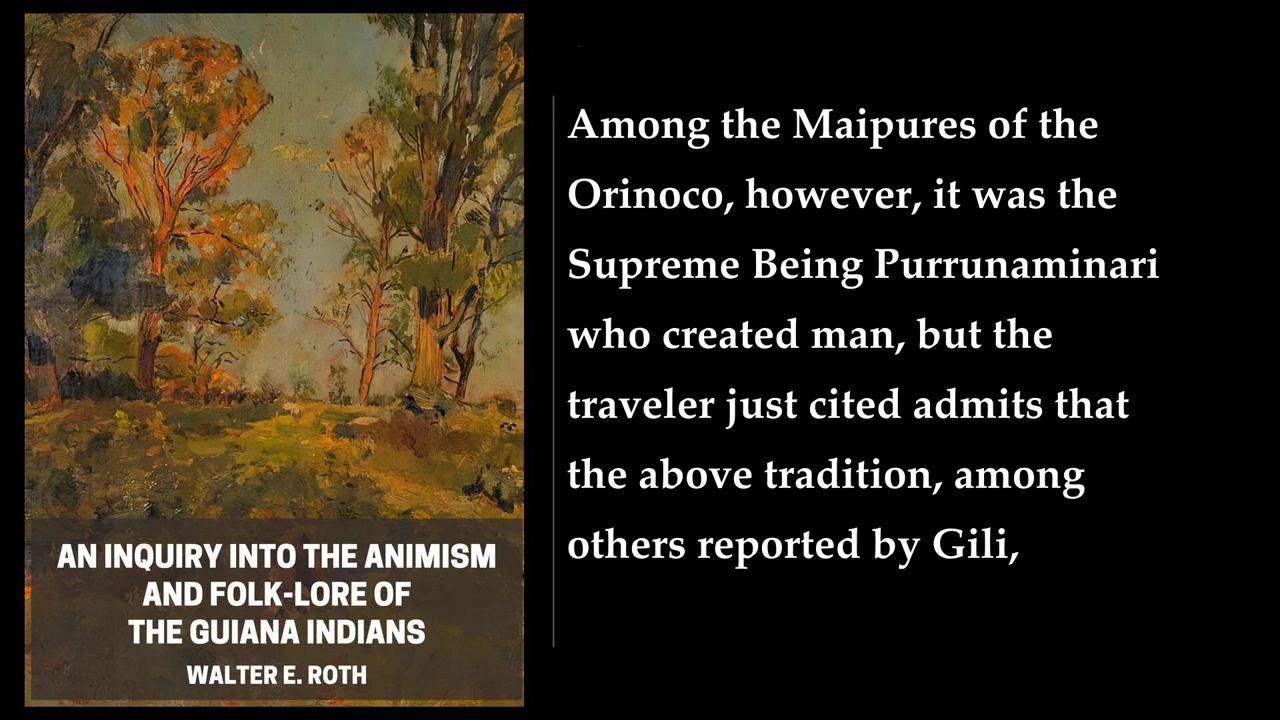 AN INQUIRY INTO THE ANIMISM
AND FOLK-LORE OF
THE GUIANA INDIANS
WALTER E. ROTH
Among the Maipures of the
Orinoco, however, it was the
Supreme Being Purrunaminari
who created man, but the
traveler just cited admits that
the above tradition, among
others reported by Gili,